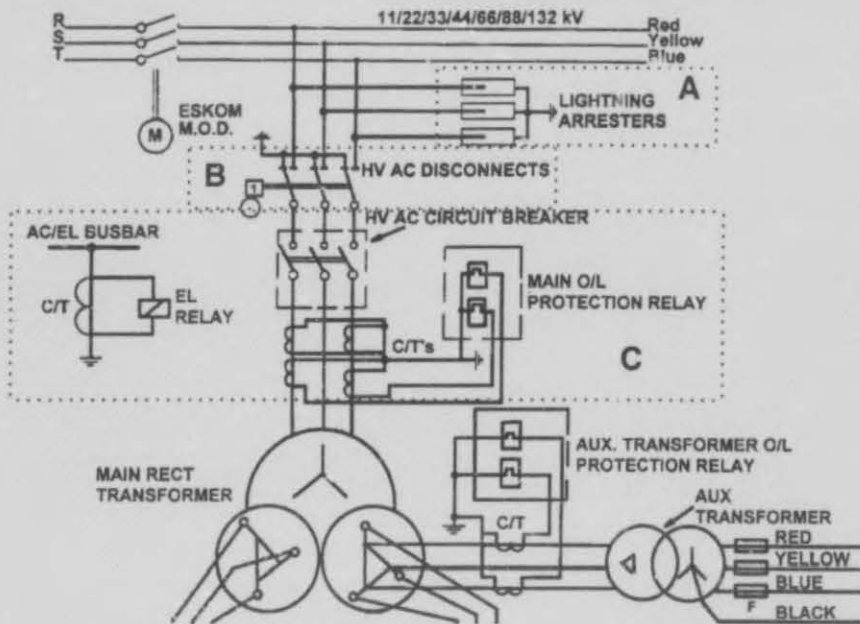 11/22/33/44/66/88/132 kV
R
Red
S
Yellow
T
Blue
A
ESKOM
M.O.D.
M
LIGHTNING
ARRESTERS
B
HV AC DISCONNECTS
1
HV AC CIRCUIT BREAKER
AC/EL BUSBAR
C/T
EL
RELAY
MAIN O/L
PROTECTION RELAY
C/T's
C
MAIN RECT
TRANSFORMER
AUX. TRANSFORMER O/L
PROTECTION RELAY
C/T
AUX
TRANSFORMER
RED
YELLOW
BLUE
F
BLACK